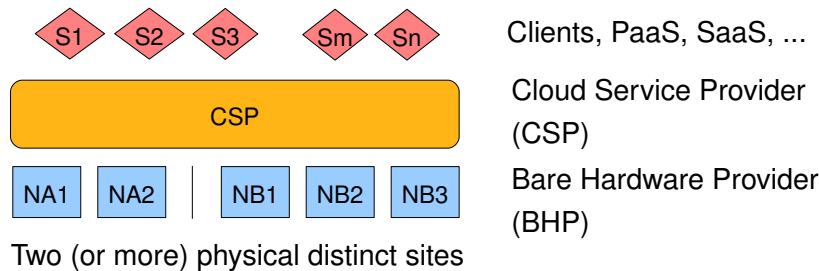 S1 S2 S3 Sm Sn Clients, PaaS, SaaS, ...
CSP
Cloud Service Provider
(CSP)
NA1 NA2 NB1 NB2 NB3
Bare Hardware Provider
(BHP)
Two (or more) physical distinct sites